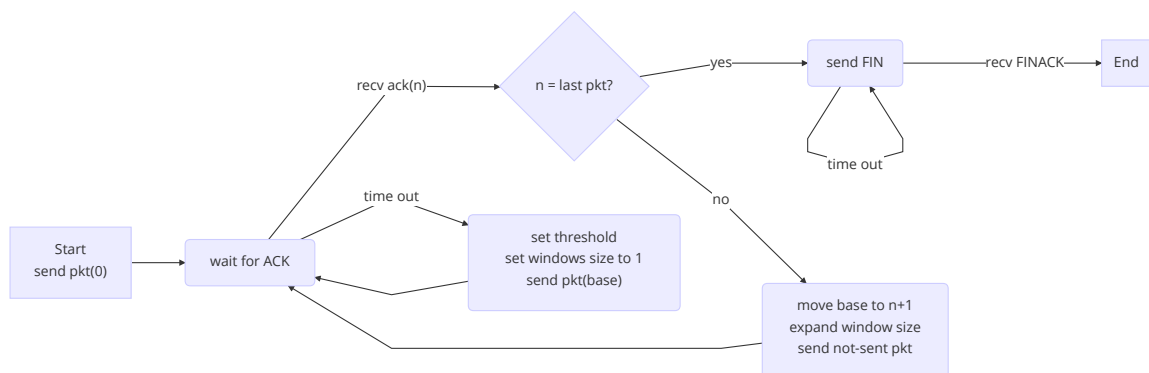 n = last pkt?
yes
send FIN
recv FINACK
End
recv ack(n)
time out
time out
no
Start
send pkt(0)
wait for ACK
set threshold
set windows size to 1
send pkt(base)
move base to n+1
expand window size
send not-sent pkt